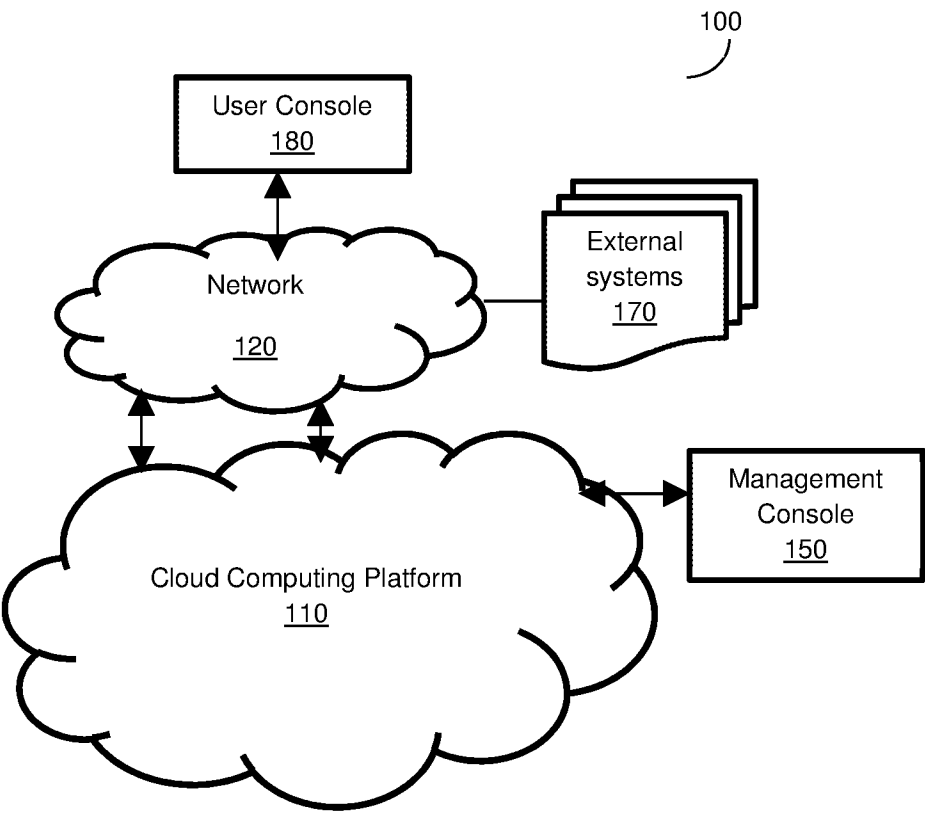 100
User Console
180
External
systems
170
Network
120
Management
Console
150
Cloud Computing Platform
110